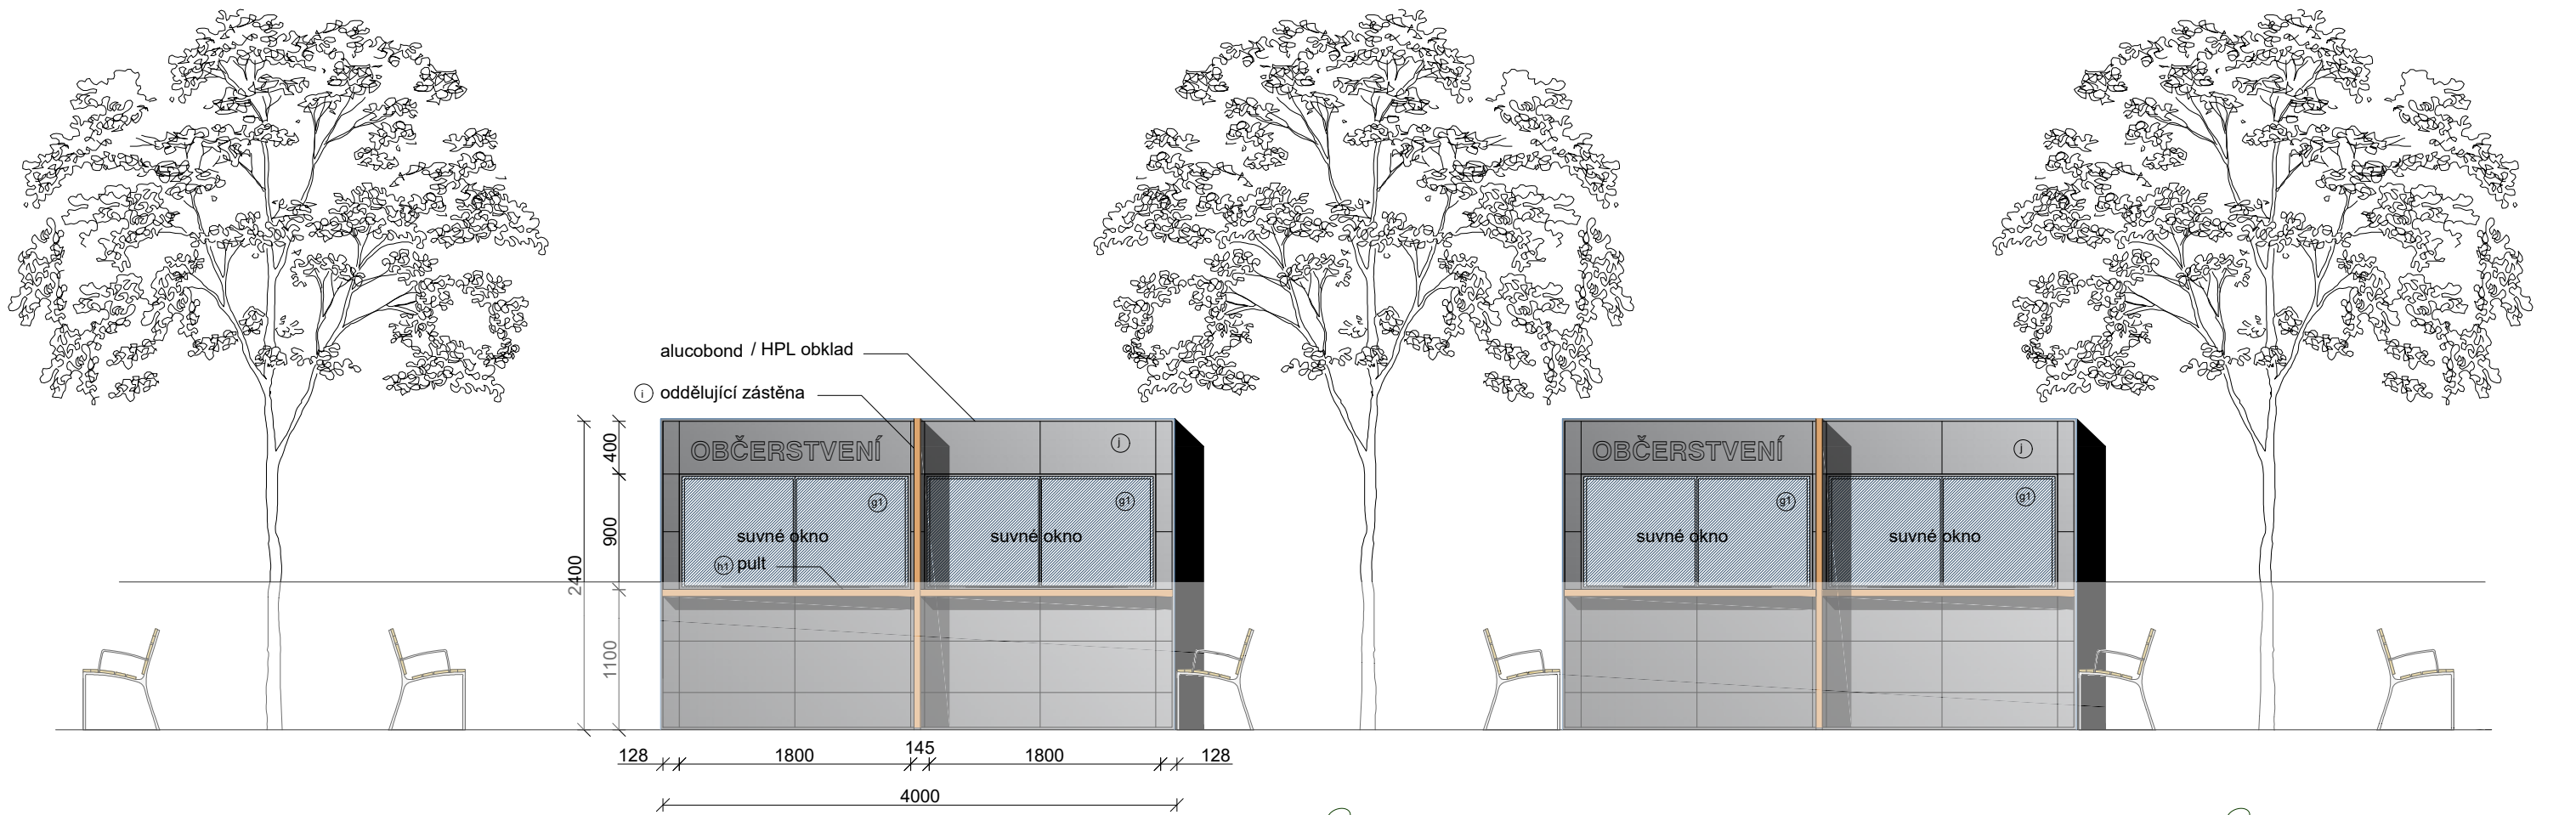 alucobond / HPL obklad
i oddělující zástěna
OBČERSTVENÍ
j
OBČERSTVENÍ
j
400
g1
g1
g1
g1
900
suvné okno
suvné okno
suvné okno
suvné okno
h1 pult
2400
1100
128
1800
145
1800
128
4000